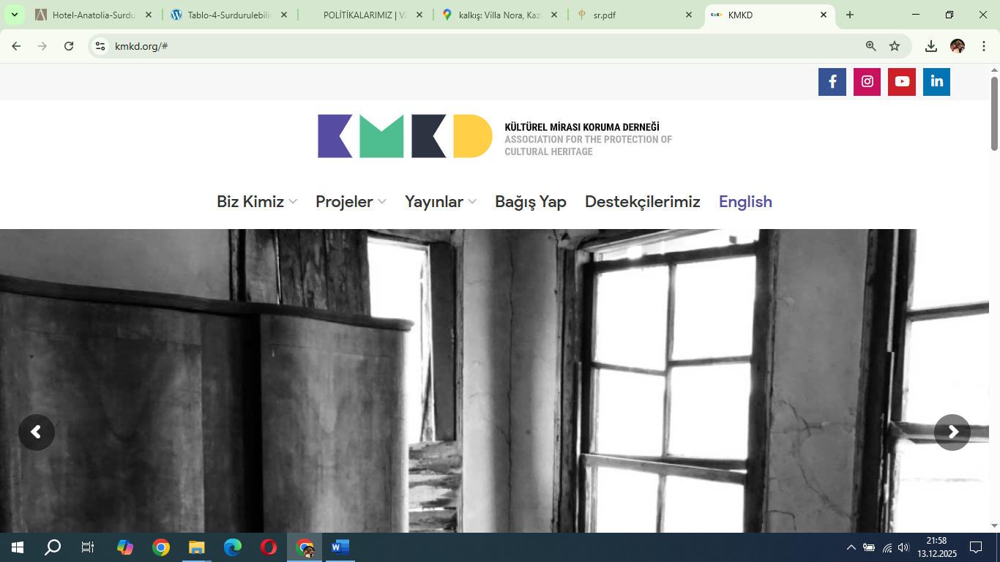 Hotel-Anatolia-Surdu
Tablo-4-Surdurulebili
POLİTİKALARIMIZ | Vi
kalkış: Villa Nora, Kaz
sr.pdf
KMKD
kmkd.org/#
KMKD
KÜLTÜREL MİRASI KORUMA DERNEĞİ
ASSOCIATION FOR THE PROTECTION OF
CULTURAL HERITAGE
Biz Kimiz Projeler Yayınlar Bağış Yap Destekçilerimiz English
21:58
13.12.2025